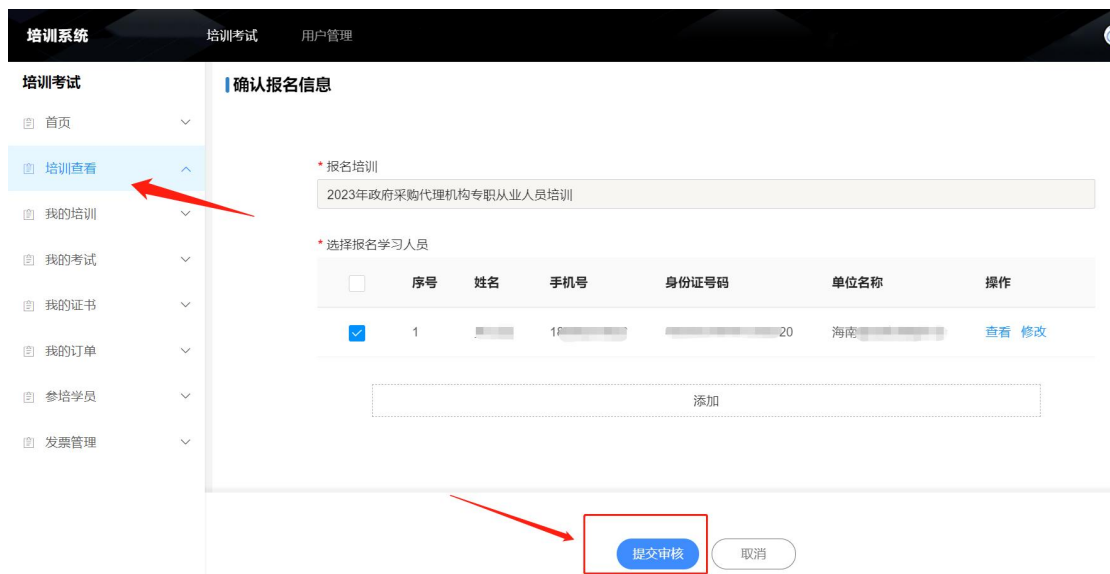 培训系统 培训考试 用户管理
培训考试
首页
培训查看
我的培训
我的考试
我的证书
我的订单
参培学员
发票管理
确认报名信息
* 报名培训
2023年政府采购代理机构专职从业人员培训
* 选择报名学习人员
序号 姓名 手机号 身份证号码 单位名称 操作
1 18 20 海南 查看 修改
添加
提交审核 取消